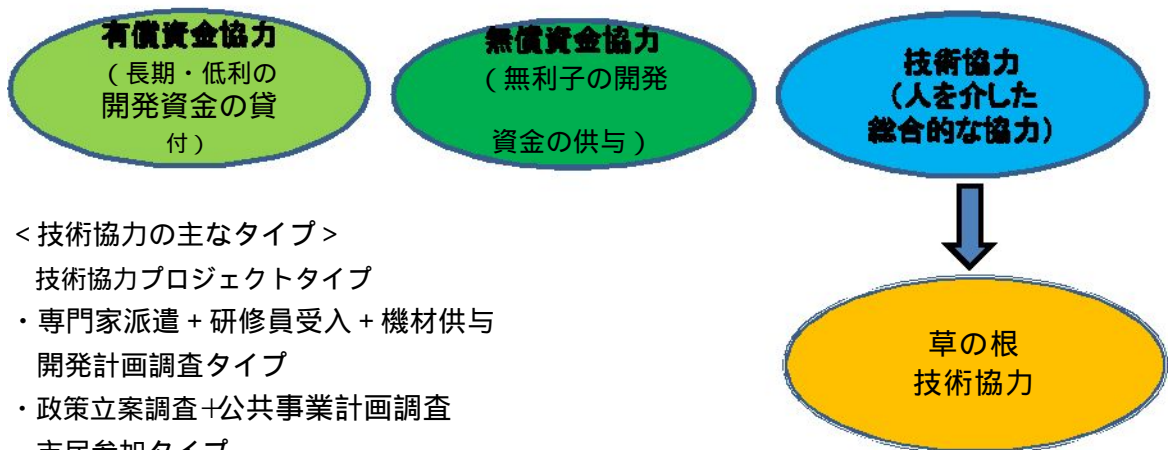 有償資金協力
(長期・低利の
開発資金の貸
付)
無償資金協力
(無利子の開発
資金の供与)
技術協力
(人を介した
総合的な協力)
<技術協力の主なタイプ>
技術協力プロジェクトタイプ
・専門家派遣+研修員受入+機材供与
開発計画調査タイプ
・政策立案調査+公共事業計画調査
草の根
技術協力